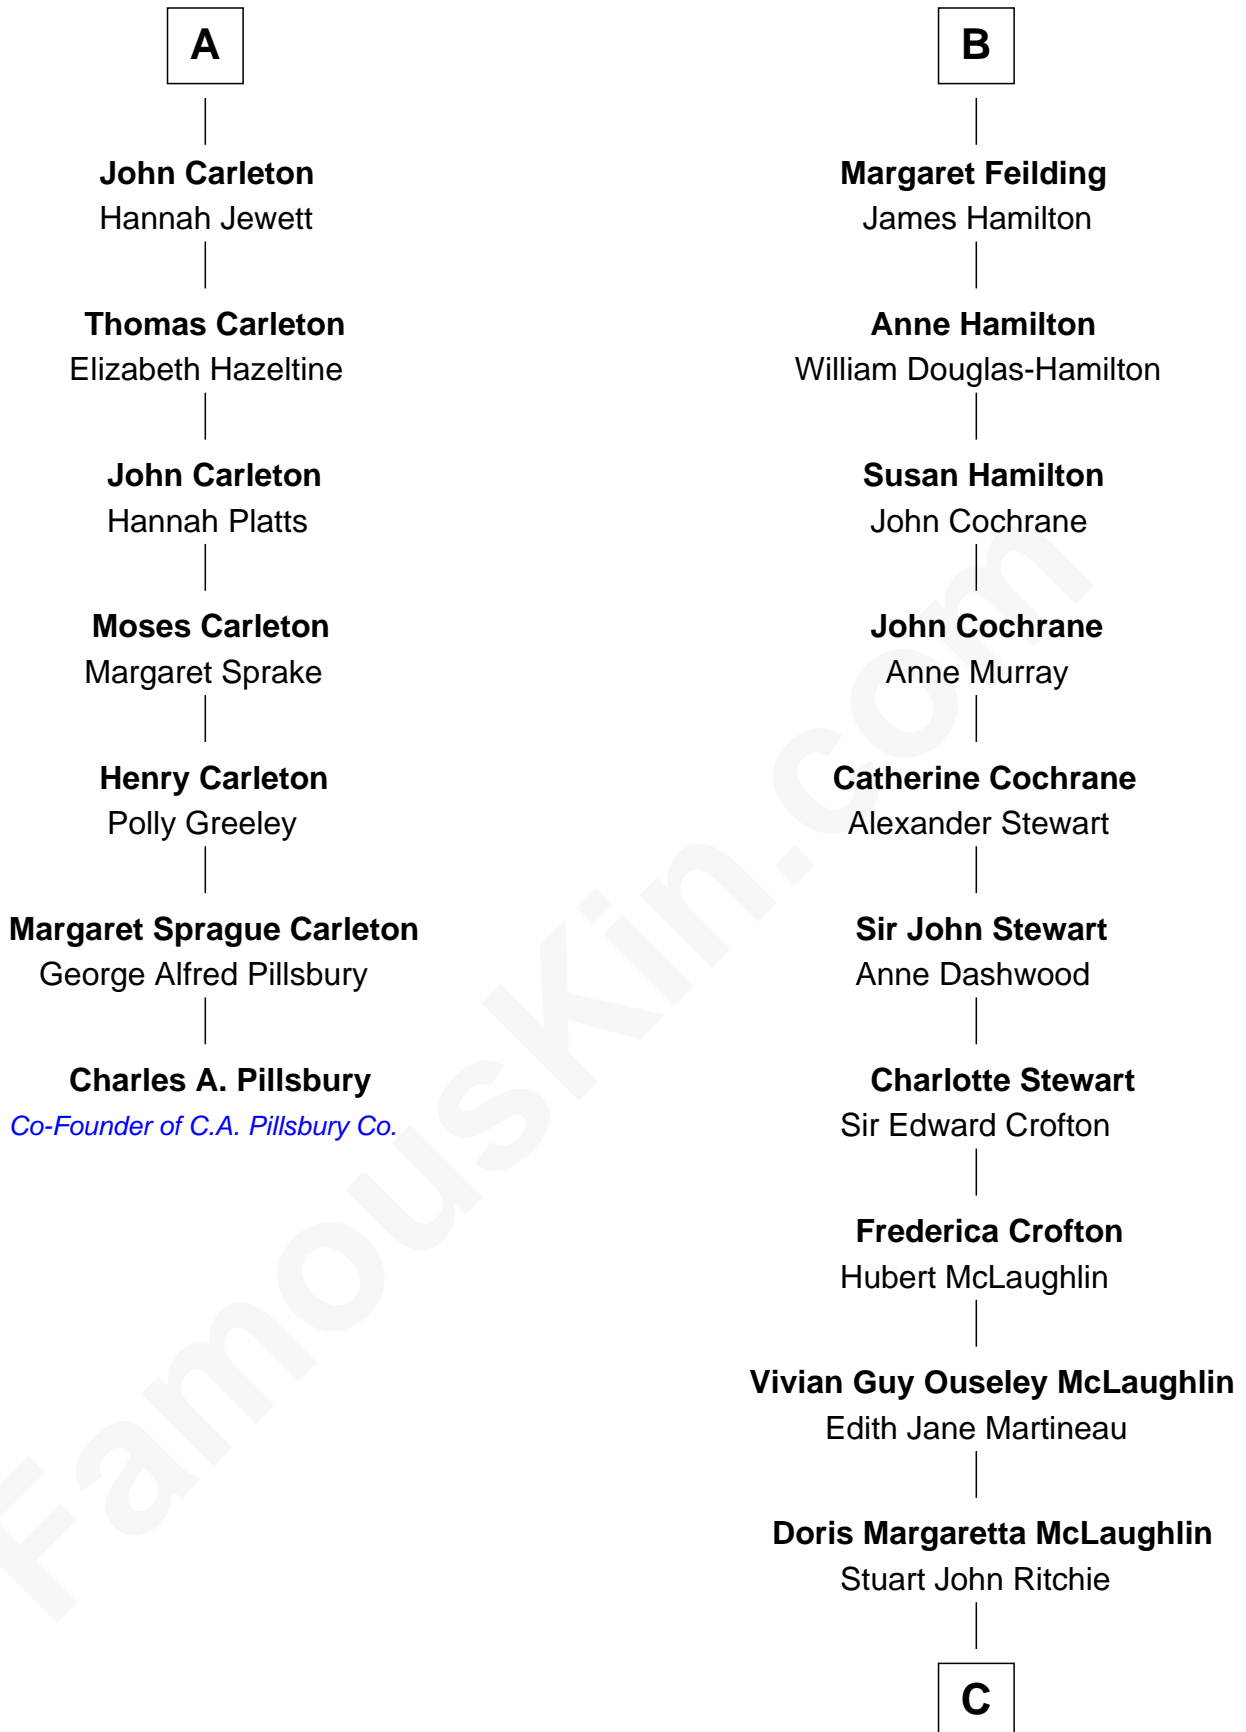 A
John Carleton
Hannah Jewett
Thomas Carleton
Elizabeth Hazeltine
John Carleton
Hannah Platts
Moses Carleton
Margaret Sprake
Henry Carleton
Polly Greeley
Margaret Sprague Carleton
George Alfred Pillsbury
Charles A. Pillsbury
Co-Founder of C.A. Pillsbury Co.
B
Margaret Feilding
James Hamilton
Anne Hamilton
William Douglas-Hamilton
Susan Hamilton
John Cochrane
John Cochrane
Anne Murray
Catherine Cochrane
Alexander Stewart
Sir John Stewart
Anne Dashwood
Charlotte Stewart
Sir Edward Crofton
Frederica Crofton
Hubert McLaughlin
Vivian Guy Ouseley McLaughlin
Edith Jane Martineau
Doris Margaretta McLaughlin
Stuart John Ritchie
C
FamousKin.com